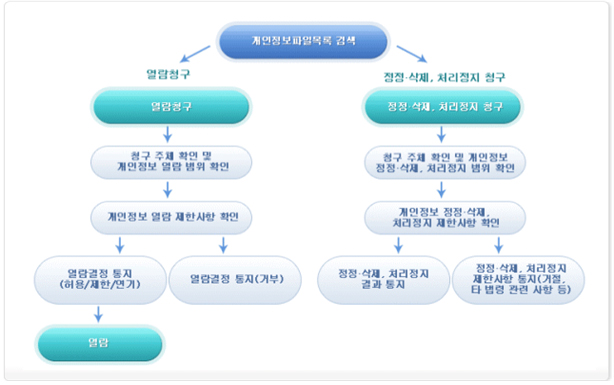 개인정보파일목록 검색
열람청구
정정·삭제, 처리정지 청구
열람청구
정정·삭제, 처리정지 청구
청구 주체 확인 및
개인정보 열람 범위 확인
청구 주체 확인 및 개인정보
정정·삭제, 처리정지 범위 확인
개인정보 열람 제한사항 확인
개인정보 정정·삭제,
처리정지 제한사항 확인
열람결정 통지
(허용/제한/연기)
열람결정 통지(거부)
정정·삭제, 처리정지
결과 통지
정정·삭제, 처리정지
제한사항 통지(거절,
타 법령 관련 사항 등)
열람